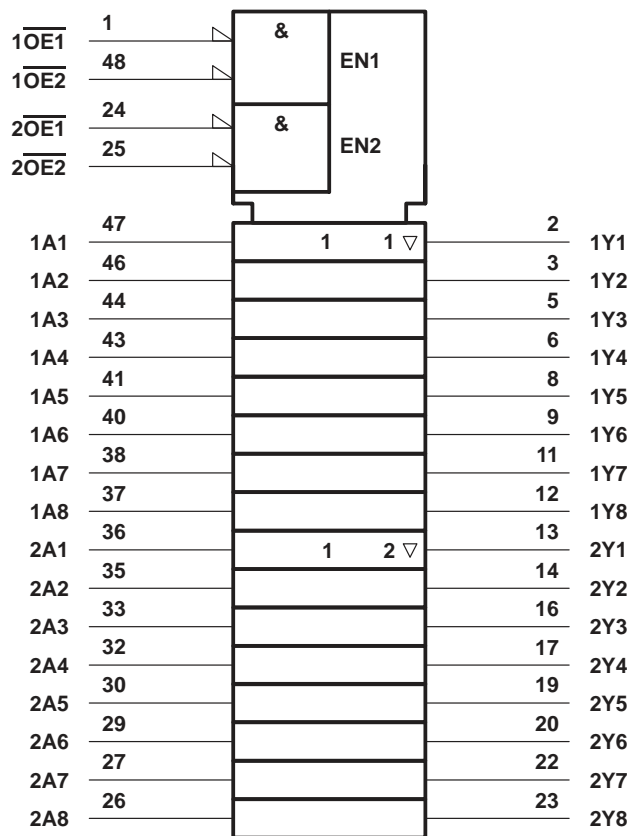 1OE1 1 & EN1
1OE2 48
2OE1 24 & EN2
2OE2 25
1A1 47 1 1 ▽ 2 1Y1
1A2 46 3 1Y2
1A3 44 5 1Y3
1A4 43 6 1Y4
1A5 41 8 1Y5
1A6 40 9 1Y6
1A7 38 11 1Y7
1A8 37 12 1Y8
2A1 36 1 2 ▽ 13 2Y1
2A2 35 14 2Y2
2A3 33 16 2Y3
2A4 32 17 2Y4
2A5 30 19 2Y5
2A6 29 20 2Y6
2A7 27 22 2Y7
2A8 26 23 2Y8